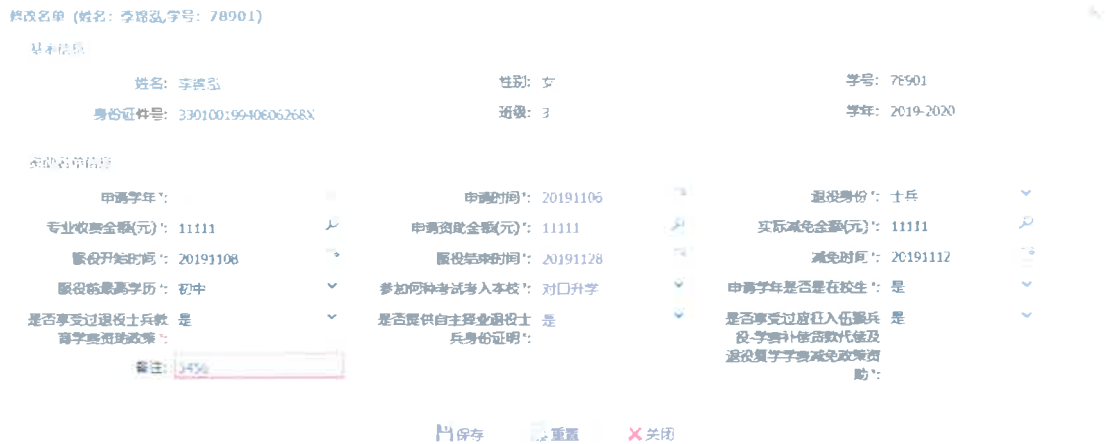 修改名单 (姓名: 李锦泓,学号: 78901)
基本信息
姓名: 李锦泓 性别: 女 学号: 78901
身份证件号: 33010019940606268X 班级: 3 学年: 2019-2020
资助名单信息
申请学年*: 申请时间*: 20191106 退役身份*: 士兵
专业收费金额(元)*: 11111 申请资助金额(元)*: 11111 实际减免金额(元)*: 11111
服役开始时间*: 20191108 服役结束时间*: 20191128 减免时间*: 20191112
服役前最高学历*: 初中 参加何种考试考入本校*: 对口升学 申请学年是否是在校生*: 是
是否享受过退役士兵教 是 是否提供自主择业退役士 是 是否享受过应征入伍服兵 是
育学费资助政策*: 兵身份证明*: 役-学费补偿贷款代偿及
退役复学学费减免政策资
助*:
备注: 3456
保存 重置 关闭